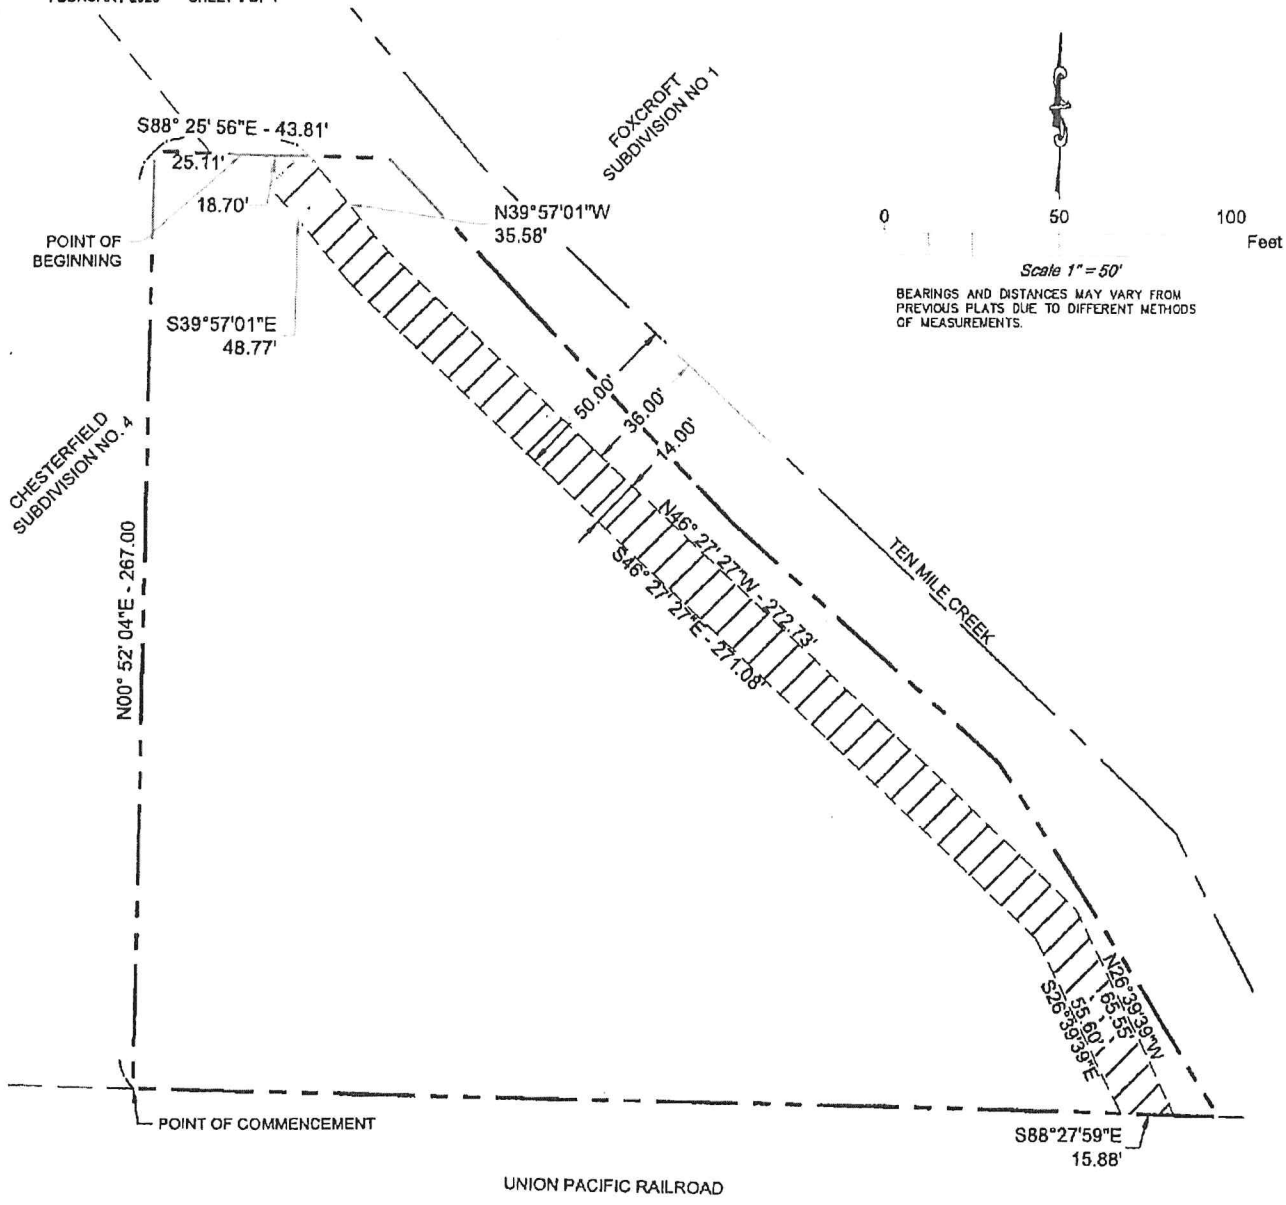 S88° 25' 56"E - 43.81'
25.11'
18.70'
POINT OF
BEGINNING
N39°57'01"W
35.58'
S39°57'01"E
48.77'
FOXCROFT
SUBDIVISION NO 1
0 50 100
Feet
Scale 1" = 50'
BEARINGS AND DISTANCES MAY VARY FROM
PREVIOUS PLATS DUE TO DIFFERENT METHODS
OF MEASUREMENTS.
50.00'
36.00'
14.00'
CHESTERFIELD
SUBDIVISION NO. 4
N00° 52' 04"E - 267.00
N46° 27' 27"W - 272.73'
S46° 27' 27"E - 271.08'
TEN MILE CREEK
N26°39'39"W
65.55'
55.60'
S26°39'39"E
POINT OF COMMENCEMENT
S88°27'59"E
15.88'
UNION PACIFIC RAILROAD